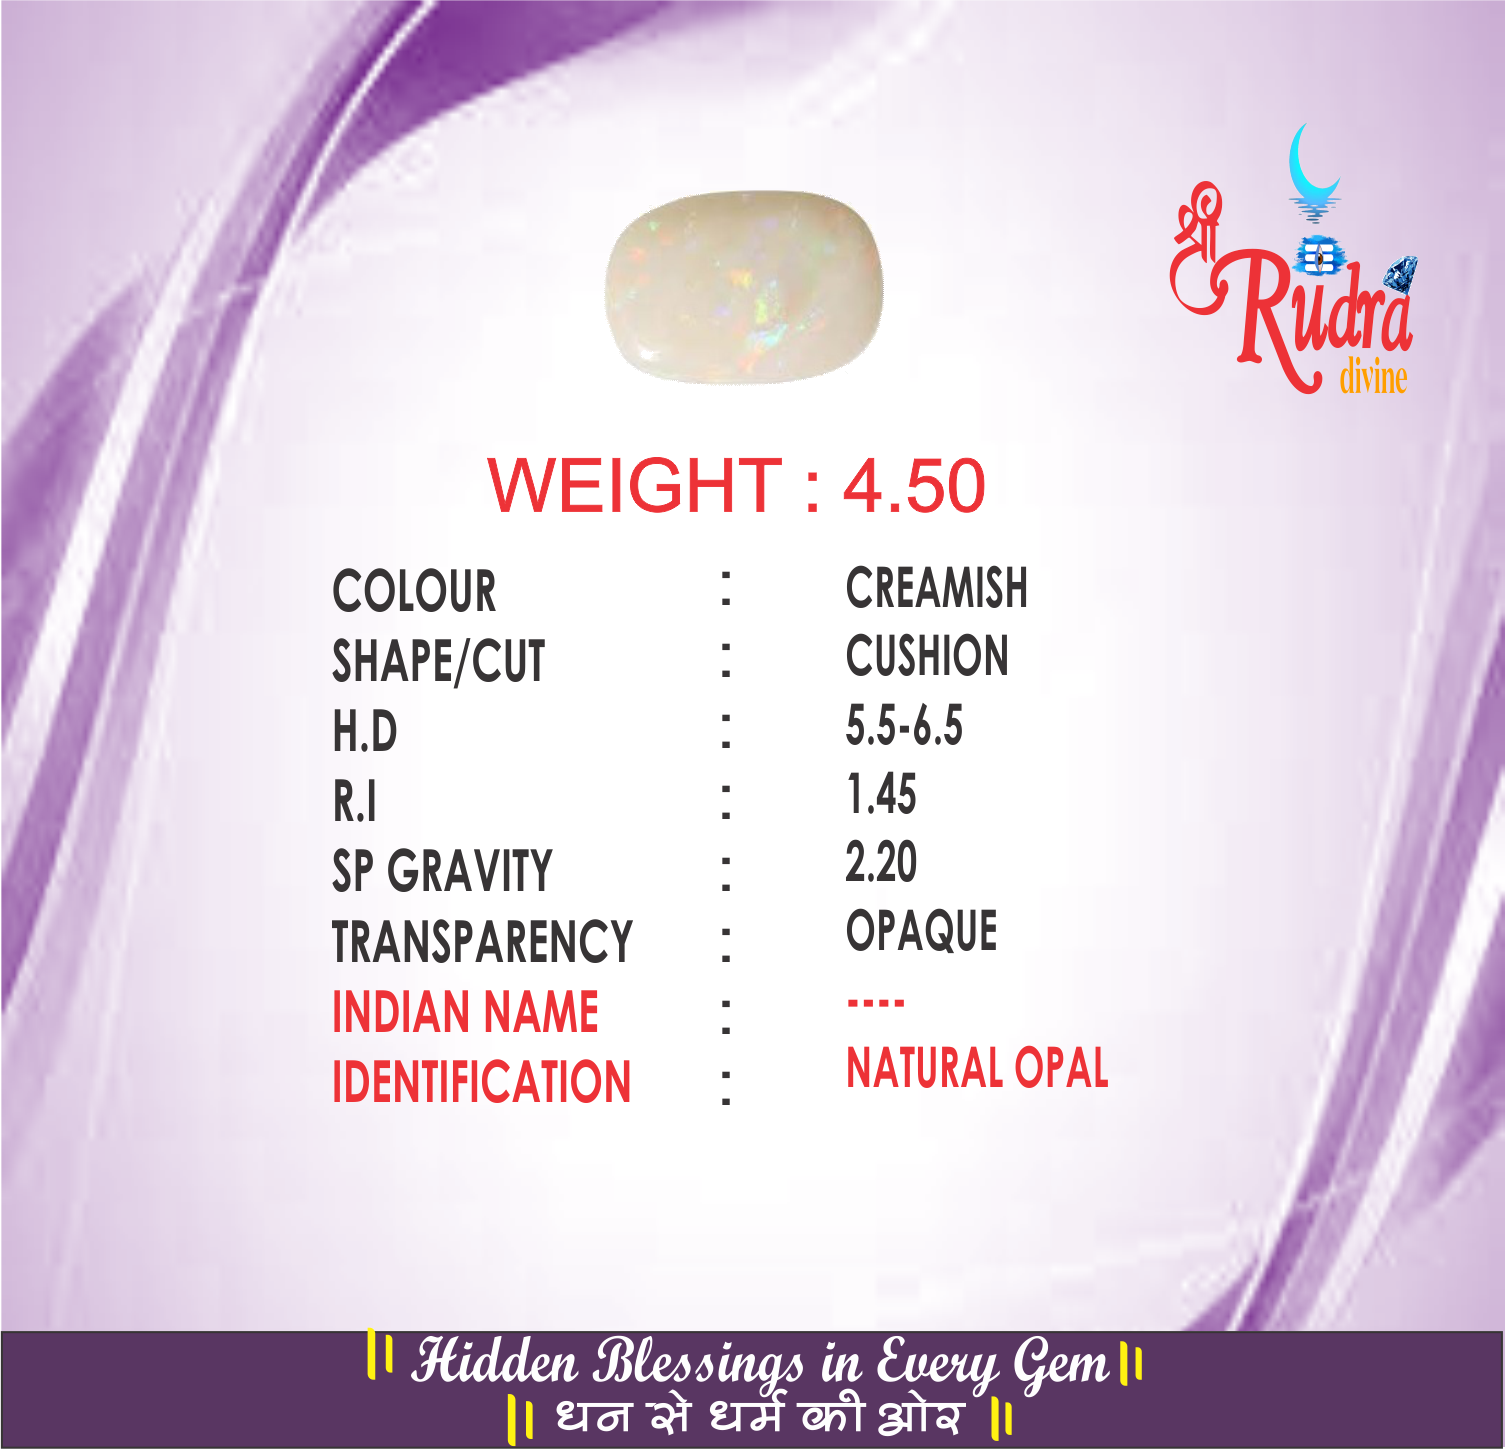 श्री
Rudra
divine
WEIGHT : 4.50
COLOUR : CREAMISH
SHAPE/CUT : CUSHION
H.D : 5.5-6.5
R.I : 1.45
SP GRAVITY : 2.20
TRANSPARENCY : OPAQUE
INDIAN NAME : ----
IDENTIFICATION : NATURAL OPAL
|| Hidden Blessings in Every Gem ||
|| धन से धर्म की ओर ||